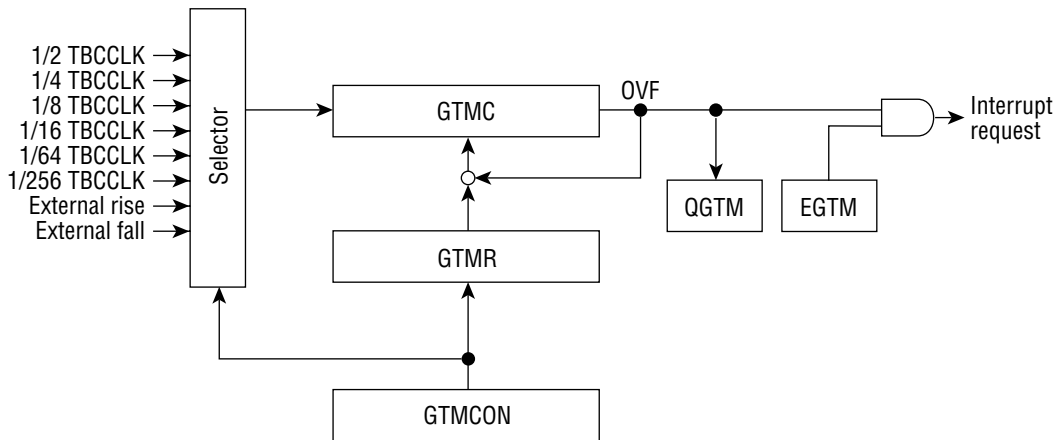 1/2 TBCCLK
1/4 TBCCLK
1/8 TBCCLK
1/16 TBCCLK
1/64 TBCCLK
1/256 TBCCLK
External rise
External fall
Selector
GTMC
OVF
Interrupt
request
QGTM
EGTM
GTMR
GTMCON